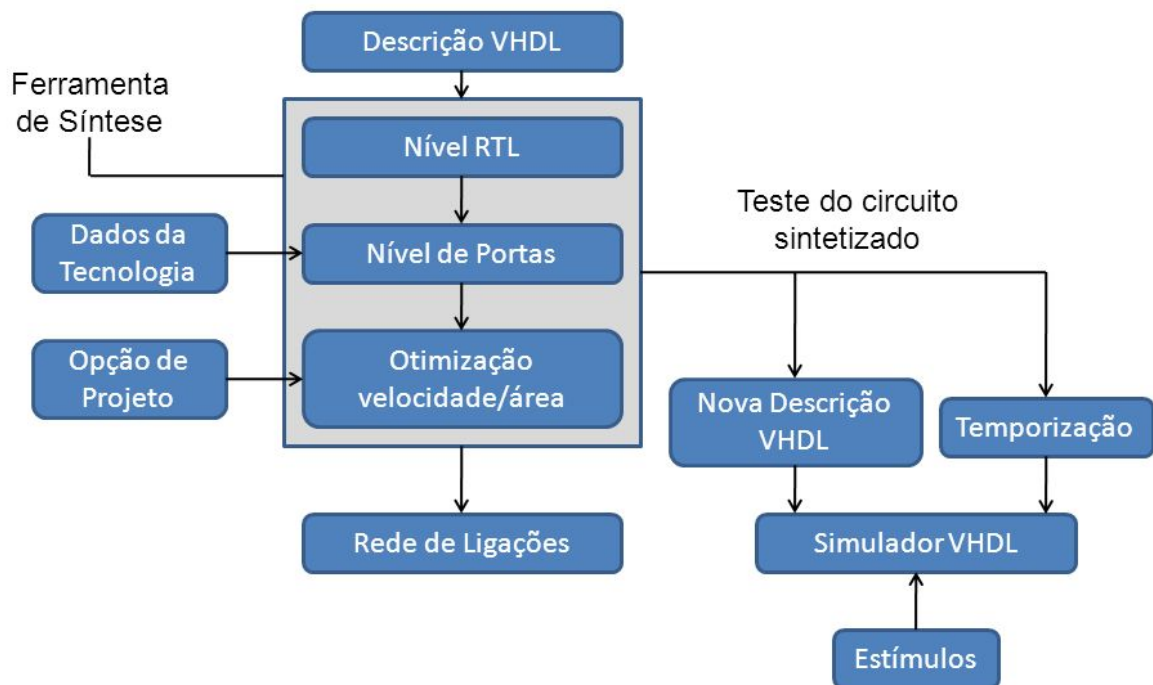 Descrição VHDL
Ferramenta
de Síntese
Nível RTL
Dados da
Tecnologia
Nível de Portas
Teste do circuito
sintetizado
Opção de
Projeto
Otimização
velocidade/área
Nova Descrição
VHDL
Temporização
Rede de Ligações
Simulador VHDL
Estímulos